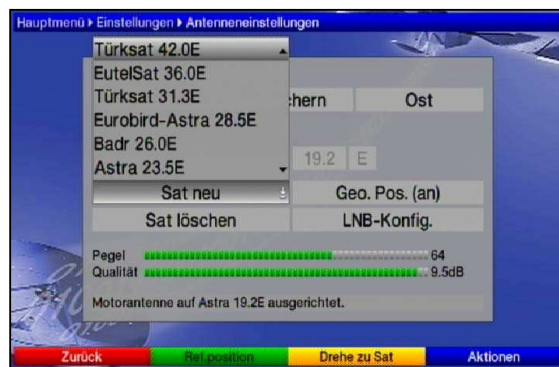 Hauptmenü Einstellungen Antenneneinstellungen
Türksat 42.0E
EutelSat 36.0E
Türksat 31.3E
Eurobird-Astra 28.5E
Badr 26.0E
Astra 23.5E
chern Ost
19.2 E
Sat neu Geo. Pos. (an)
Sat löschen LNB-Konfig.
Pegel 64
Qualität 9.5dB
Motorantenne auf Astra 19.2E ausgerichtet.
Zurück Ref.position Drehe zu Sat Aktionen